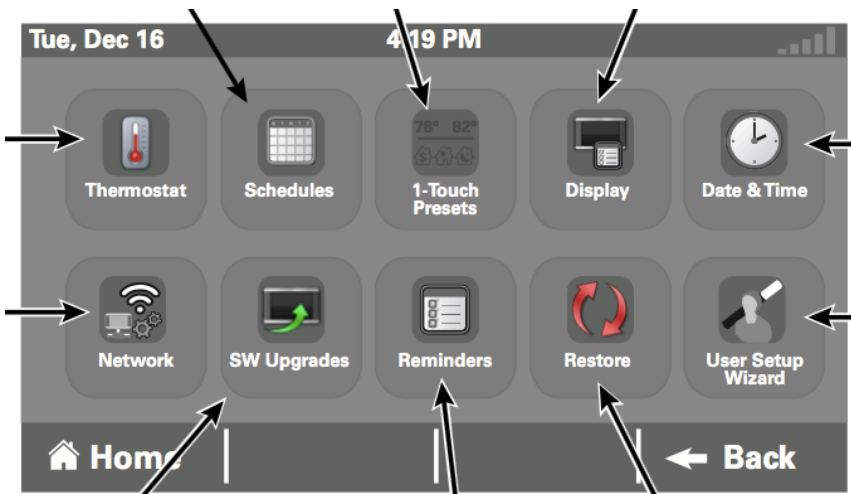 Tue, Dec 16 4:19 PM
78° 82°
Thermostat Schedules 1-Touch Presets Display Date & Time
Network SW Upgrades Reminders Restore User Setup Wizard
Home Back